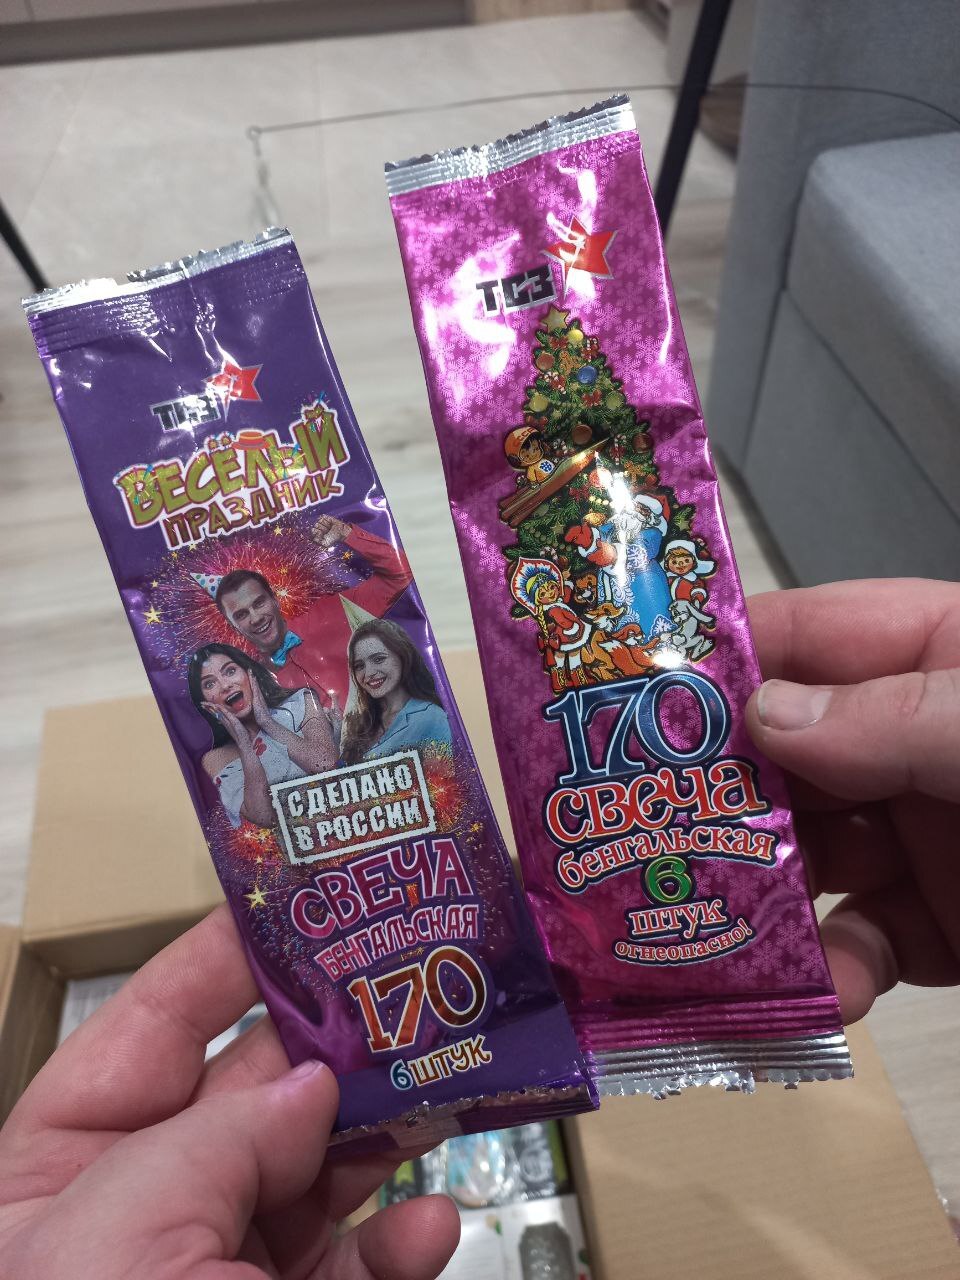 ТСЗ
ВЕСЁЛЫЙ
ПРАЗДНИК
СДЕЛАНО
В РОССИИ
СВЕЧА
БЕНГАЛЬСКАЯ
170
6 ШТУК
ТСЗ
170
свеча
бенгальская
6
штук
огнеопасно!